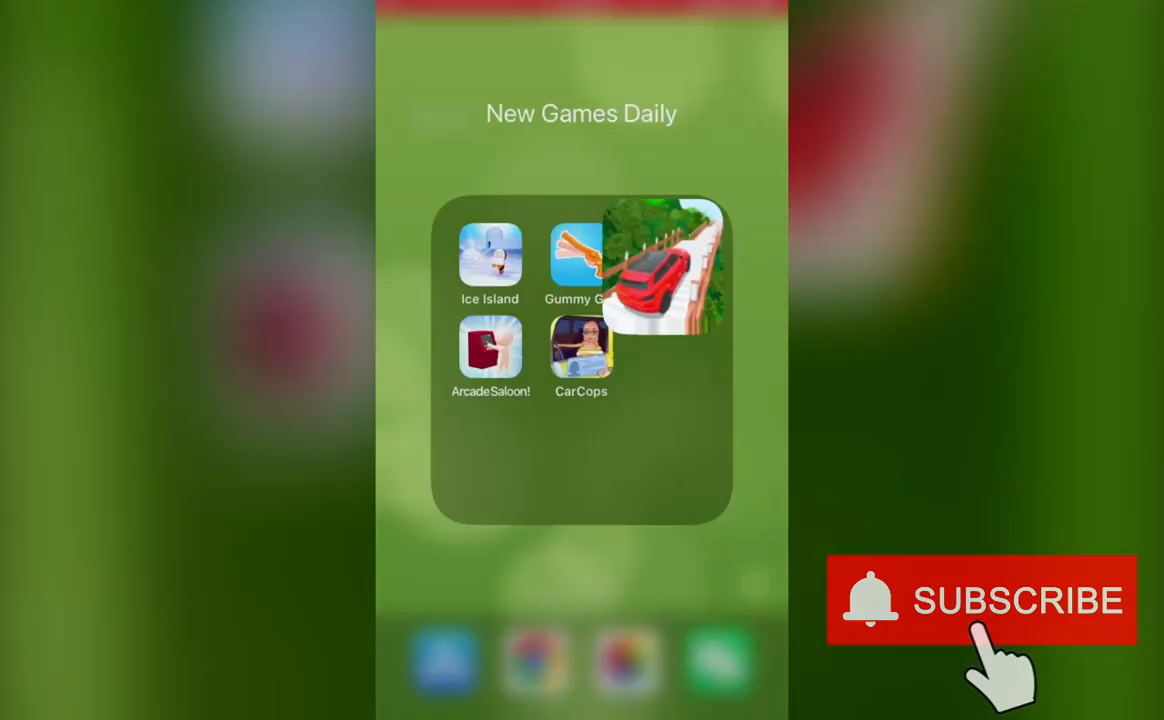 New Games Daily
Ice Island
Gummy G
ArcadeSaloon!
CarCops
SUBSCRIBE